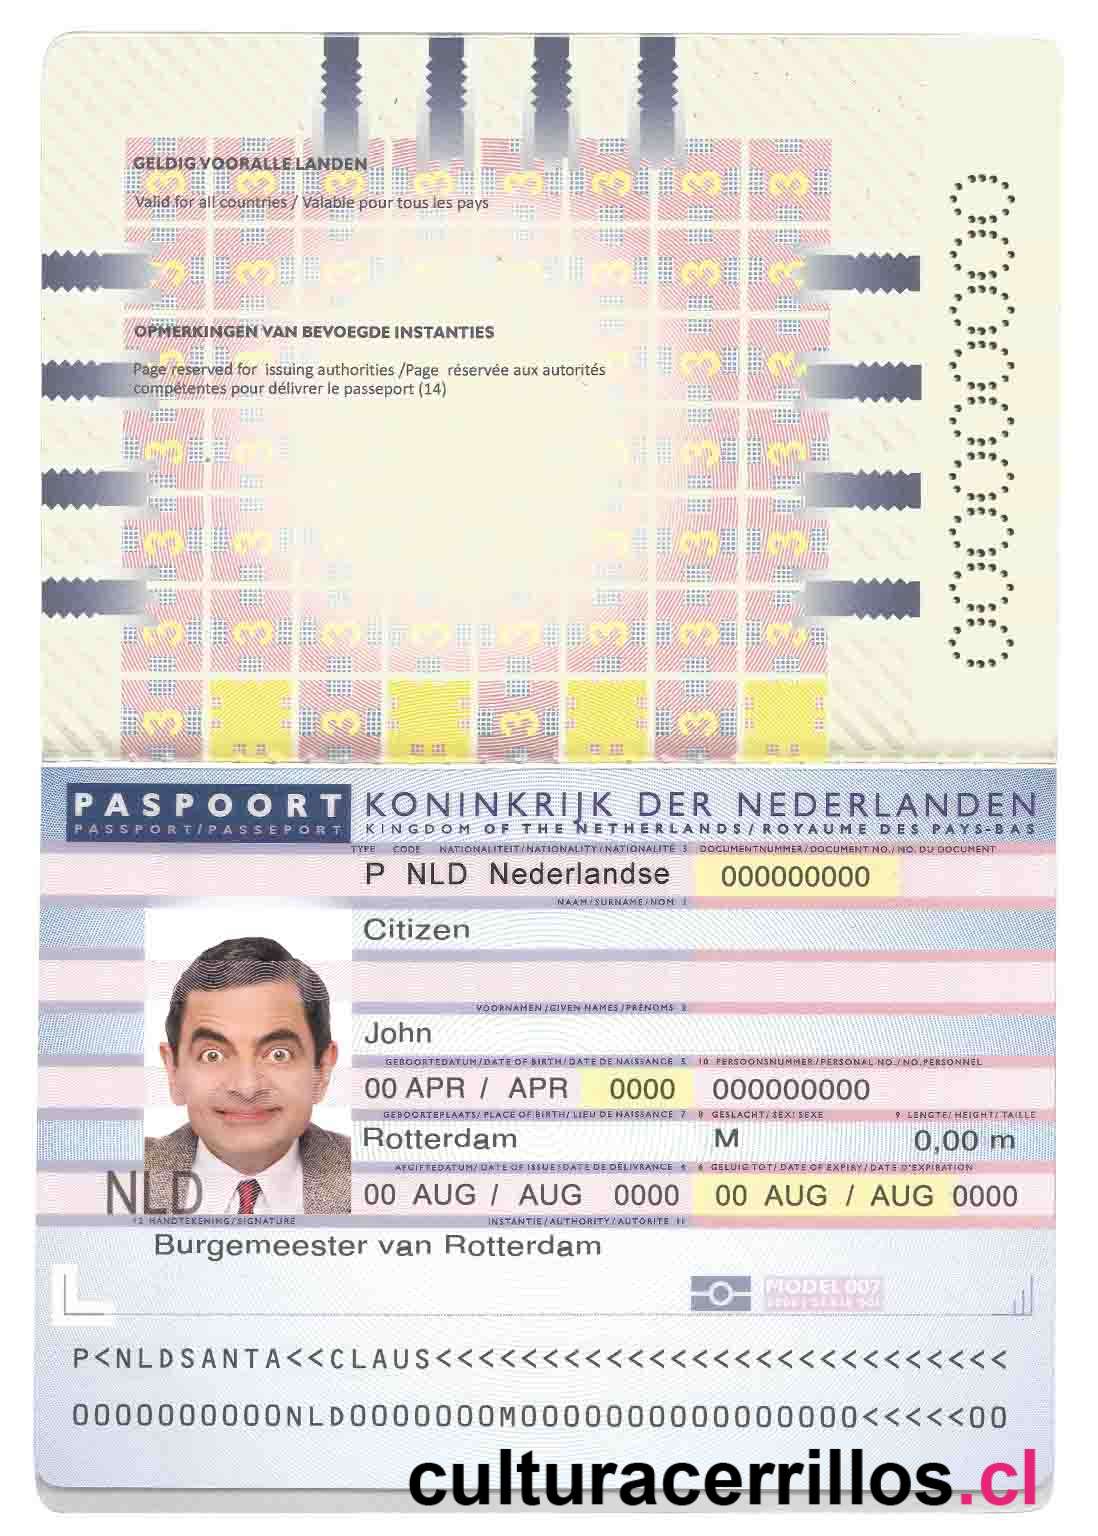 GELDIG VOORALLE LANDEN
Valid for all countries / Valable pour tous les pays
OPMERKINGEN VAN BEVOEGDE INSTANTIES
Page reserved for issuing authorities /Page réservée aux autorités
compétentes pour délivrer le passeport (14)
000000000
PASPOORT KONINKRIJK DER NEDERLANDEN
PASSPORT/PASSEPORT KINGDOM OF THE NETHERLANDS/ROYAUME DES PAYS-BAS
TYPE CODE NATIONALITEIT/NATIONALITY/NATIONALITÉ 3 DOCUMENTNUMMER/DOCUMENT NO./NO. DU DOCUMENT
P NLD Nederlandse 000000000
NAAM/SURNAME/NOM 1
Citizen
VOORNAMEN/GIVEN NAMES/PRÉNOMS 2
John
GEBOORTEDATUM/DATE OF BIRTH/DATE DE NAISSANCE 5 10 PERSOONSNUMMER/PERSONAL NO./NO. PERSONNEL
00 APR / APR 0000 000000000
GEBOORTEPLAATS/PLACE OF BIRTH/LIEU DE NAISSANCE 7 8 GESLACHT/SEX/SEXE 9 LENGTE/HEIGHT/TAILLE
Rotterdam M 0,00 m
AFGIFTEDATUM/DATE OF ISSUE/DATE DE DÉLIVRANCE 4 6 GELDIG TOT/DATE OF EXPIRY/DATE D'EXPIRATION
00 AUG / AUG 0000 00 AUG / AUG 0000
NLD
12 HANDTEKENING/SIGNATURE INSTANTIE/AUTHORITY/AUTORITÉ 11
Burgemeester van Rotterdam
MODEL 007
P<NLDSANTA<<CLAUS<<<<<<<<<<<<<<<<<<<<<<<<<<<
0000000000NLD0000000M0000000000000000<<<<<00
culturacerrillos.cl